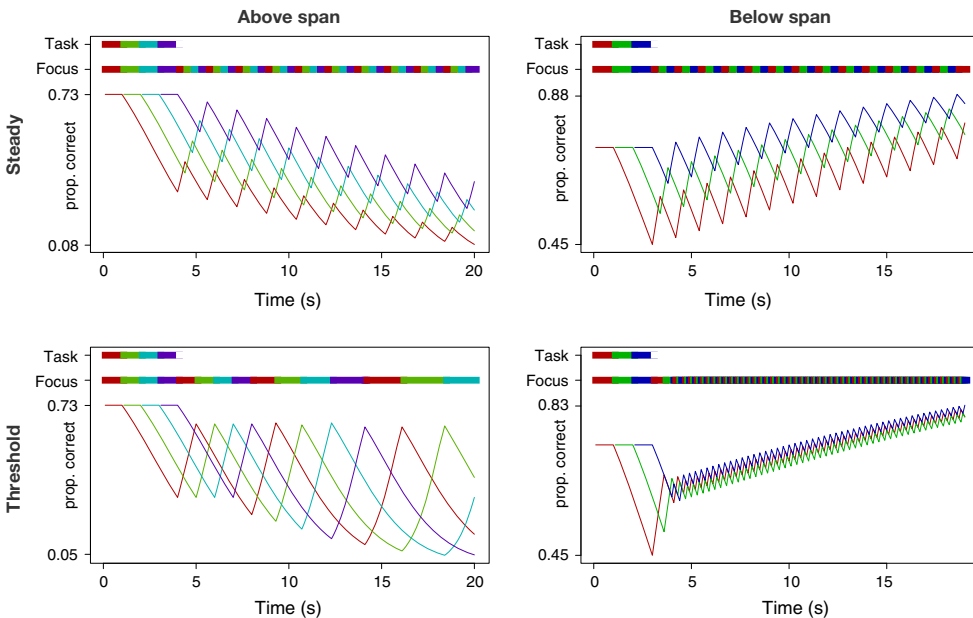 Above span
Below span
Steady
Task
Focus
0.73
prop. correct
0.08
0 5 10 15 20
Time (s)
Task
Focus
0.88
prop. correct
0.45
0 5 10 15
Time (s)
Threshold
Task
Focus
0.73
prop. correct
0.05
0 5 10 15 20
Time (s)
Task
Focus
0.83
prop. correct
0.45
0 5 10 15
Time (s)